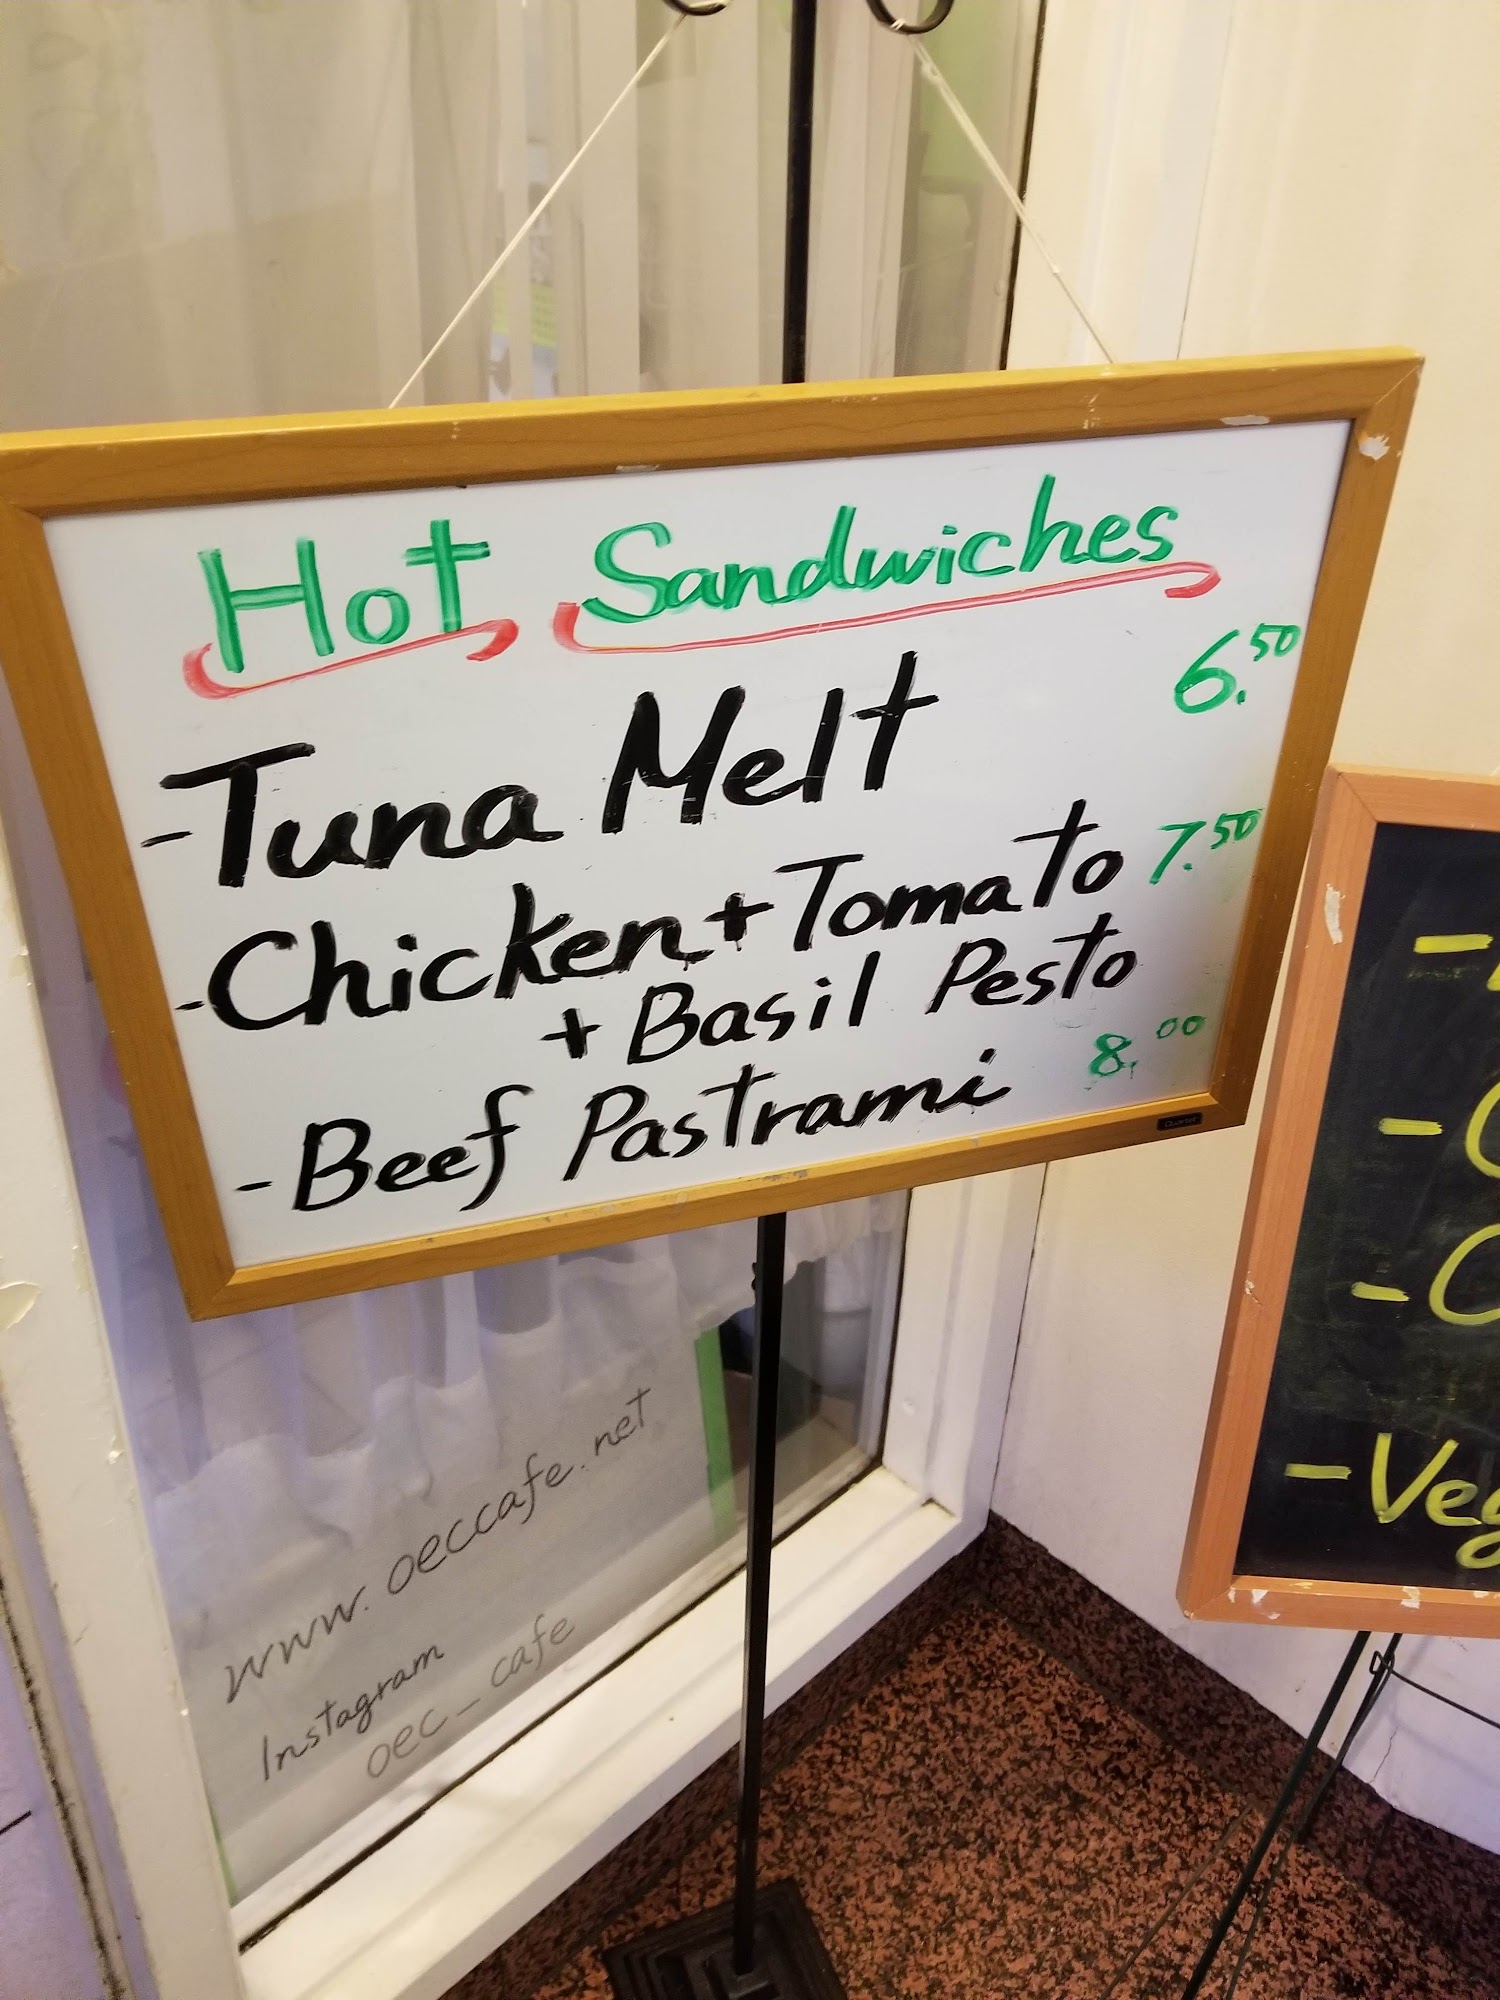 Hot Sandwiches
- Tuna Melt 6.50
- Chicken + Tomato 7.50
+ Basil Pesto
- Beef Pastrami 8.00
Quartet
www.oeccafe.net
Instagram
oec_cafe
-
-
-
- Veg